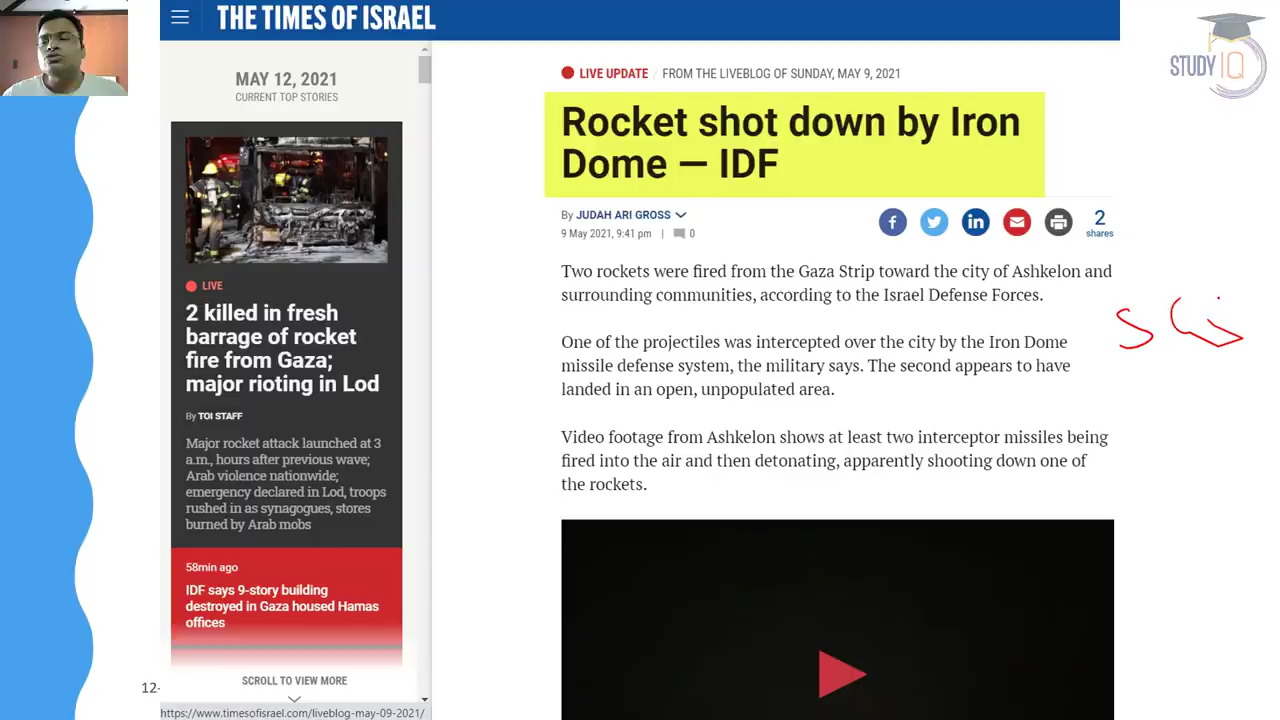 THE TIMES OF ISRAEL
STUDY IQ
MAY 12, 2021
CURRENT TOP STORIES
LIVE
2 killed in fresh
barrage of rocket
fire from Gaza;
major rioting in Lod
By TOI STAFF
Major rocket attack launched at 3
a.m., hours after previous wave;
Arab violence nationwide;
emergency declared in Lod, troops
rushed in as synagogues, stores
burned by Arab mobs
58min ago
IDF says 9-story building
destroyed in Gaza housed Hamas
offices
SCROLL TO VIEW MORE
12-
https://www.timesofisrael.com/liveblog-may-09-2021/
LIVE UPDATE / FROM THE LIVEBLOG OF SUNDAY, MAY 9, 2021
Rocket shot down by Iron
Dome — IDF
By JUDAH ARI GROSS
9 May 2021, 9:41 pm | 0
2
shares
Two rockets were fired from the Gaza Strip toward the city of Ashkelon and
surrounding communities, according to the Israel Defense Forces.
One of the projectiles was intercepted over the city by the Iron Dome
missile defense system, the military says. The second appears to have
landed in an open, unpopulated area.
Video footage from Ashkelon shows at least two interceptor missiles being
fired into the air and then detonating, apparently shooting down one of
the rockets.